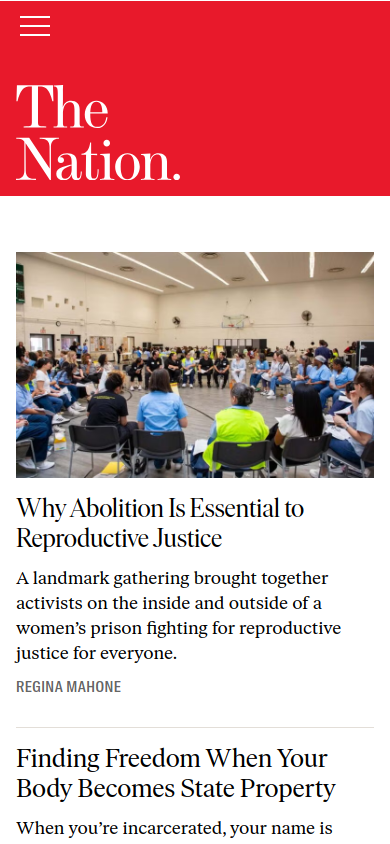 The
Nation.
Why Abolition Is Essential to
Reproductive Justice
A landmark gathering brought together
activists on the inside and outside of a
women’s prison fighting for reproductive
justice for everyone.
REGINA MAHONE
Finding Freedom When Your
Body Becomes State Property
When you’re incarcerated, your name is